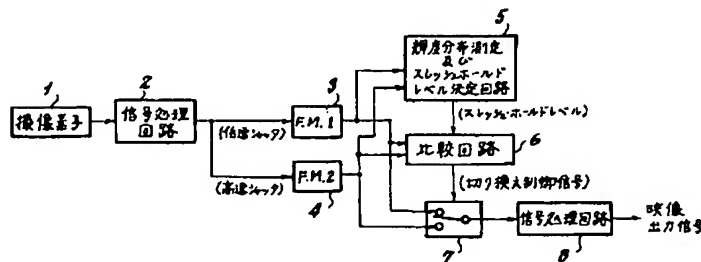 5
輝度分布測定
及び
スレッシュホールド
レベル決定回路
1
撮像素子
2
信号処理
回路
(低速シャッタ)
3
F.M.1
(スレッシュホールドレベル)
比較回路
6
(高速シャッタ)
F.M.2
4
(切り換え制御信号)
7
信号処理回路
8
映像
出力信号